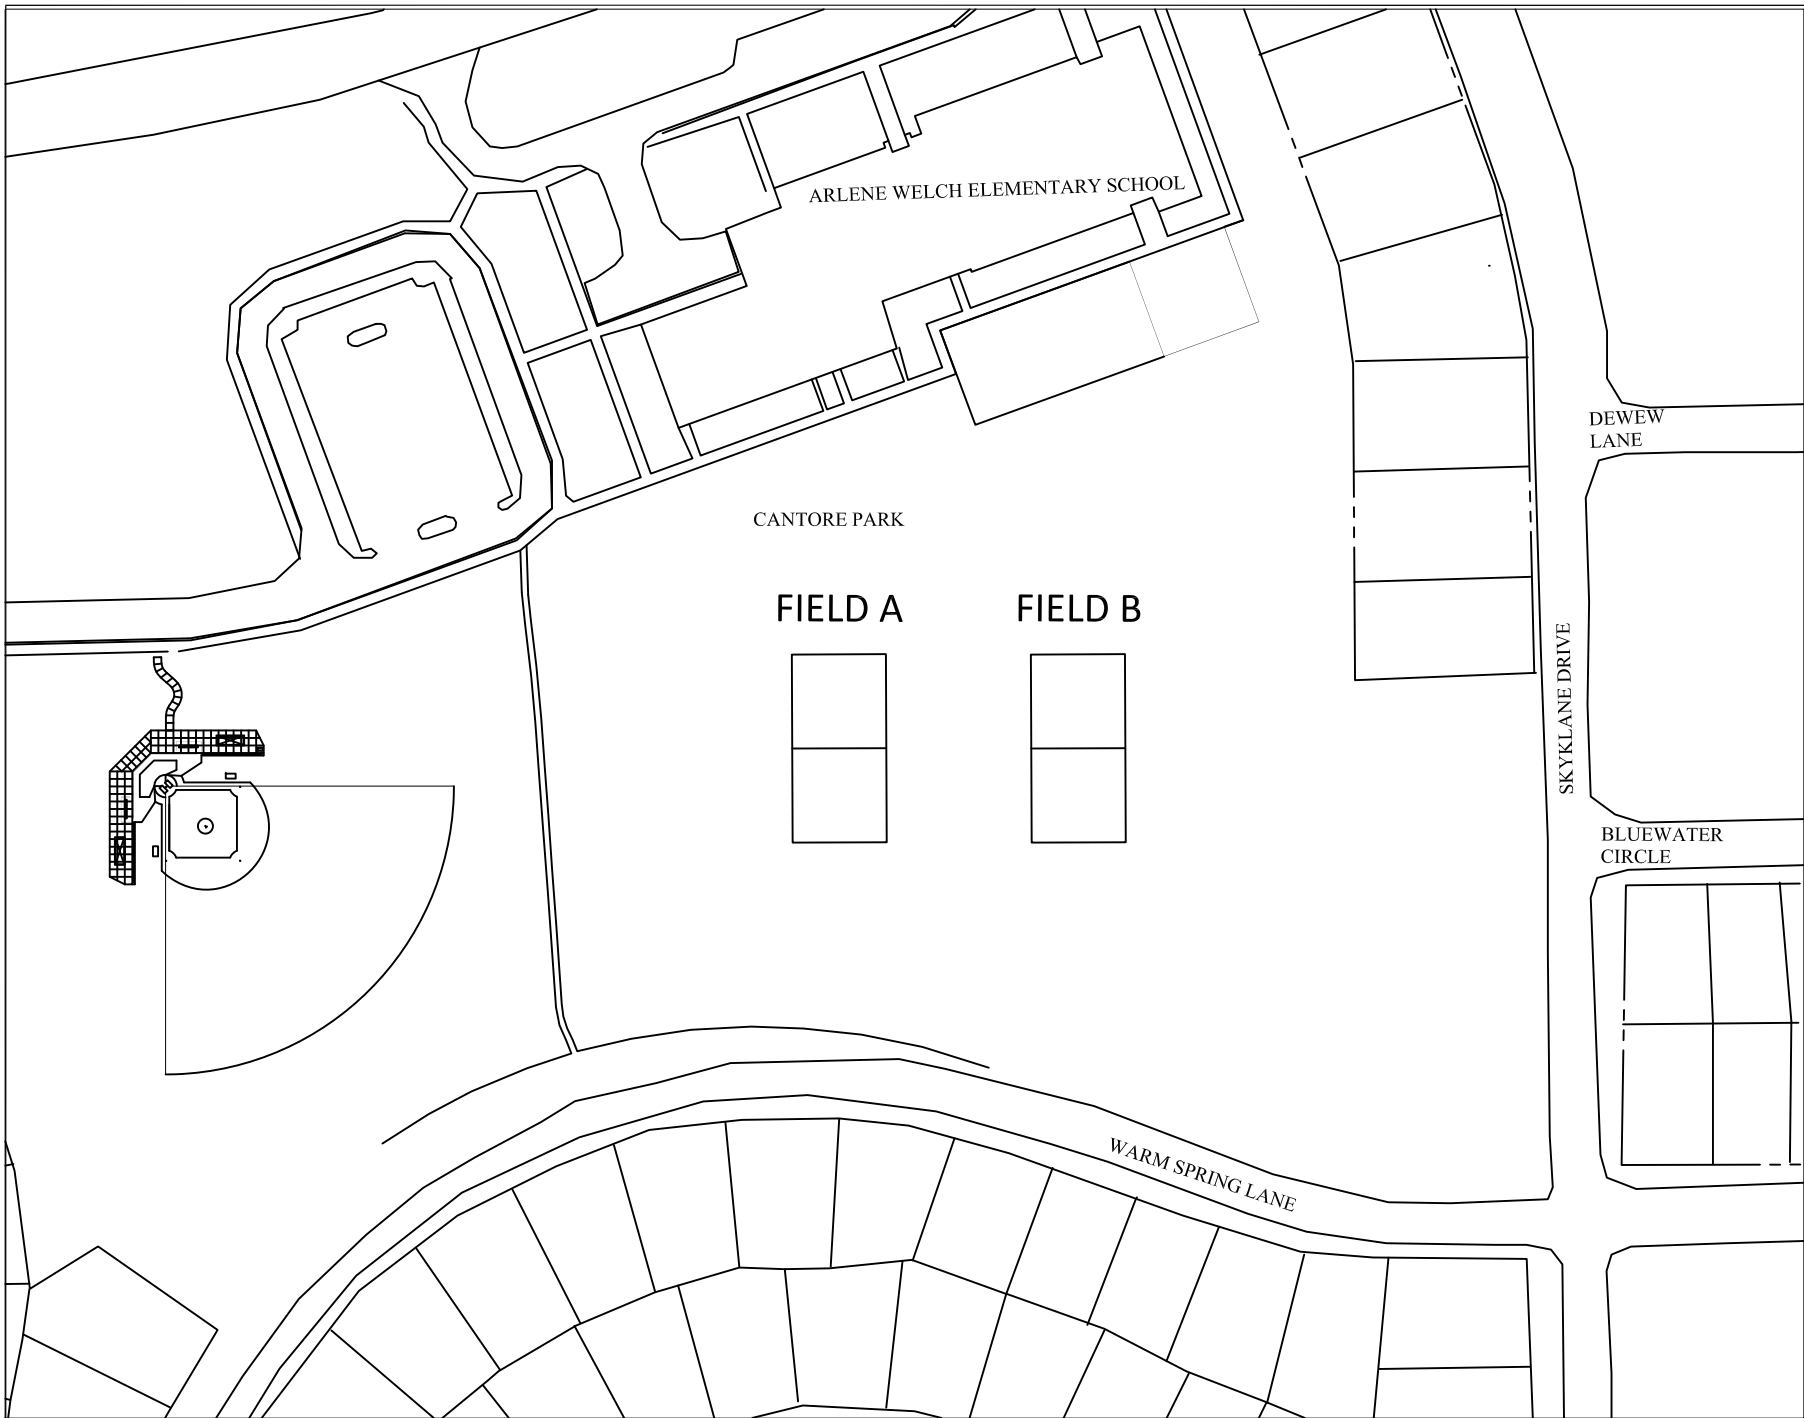 ARLENE WELCH ELEMENTARY SCHOOL
DEWEW
LANE
CANTORE PARK
FIELD A
FIELD B
SKYKLANE DRIVE
BLUEWATER
CIRCLE
WARM SPRING LANE